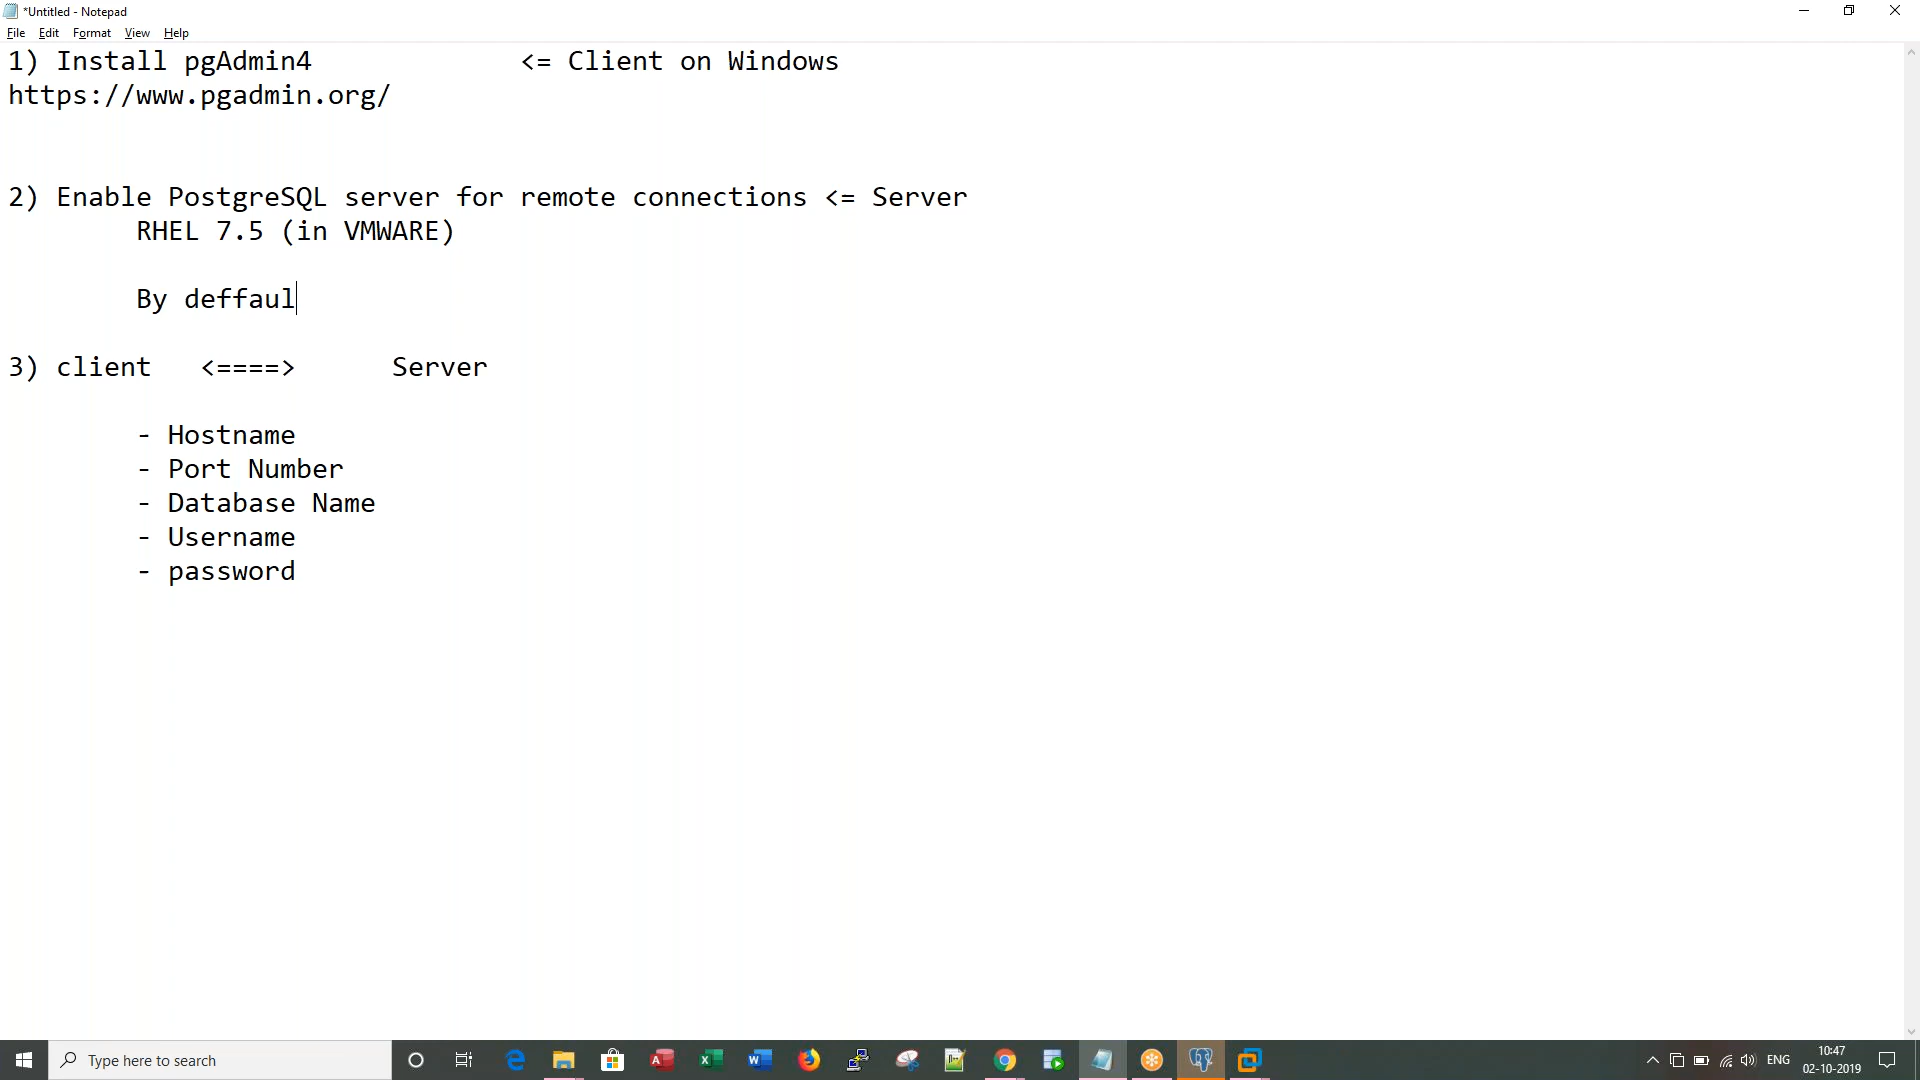 *Untitled - Notepad
File Edit Format View Help
1) Install pgAdmin4 <= Client on Windows
https://www.pgadmin.org/
2) Enable PostgreSQL server for remote connections <= Server
RHEL 7.5 (in VMWARE)
By deffaul
3) client <====> Server
- Hostname
- Port Number
- Database Name
- Username
- password
Type here to search
ENG
10:47
02-10-2019